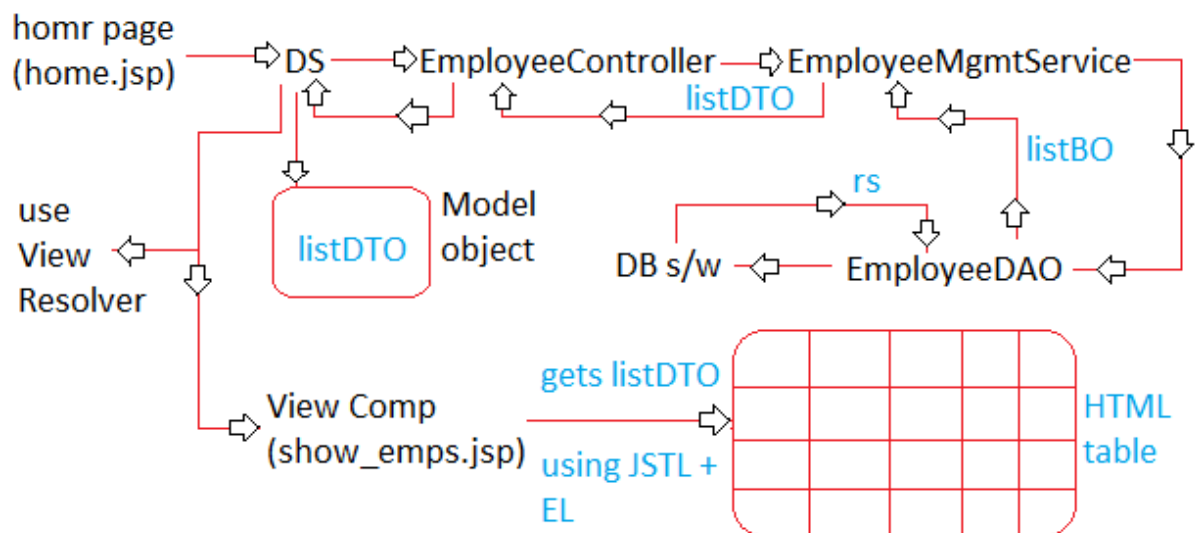 homr page
(home.jsp)
DS
EmployeeController
EmployeeMgmtService
listDTO
listBO
rs
use
View
Resolver
listDTO
Model
object
DB s/w
EmployeeDAO
View Comp
(show_emps.jsp)
gets listDTO
using JSTL +
EL
HTML
table